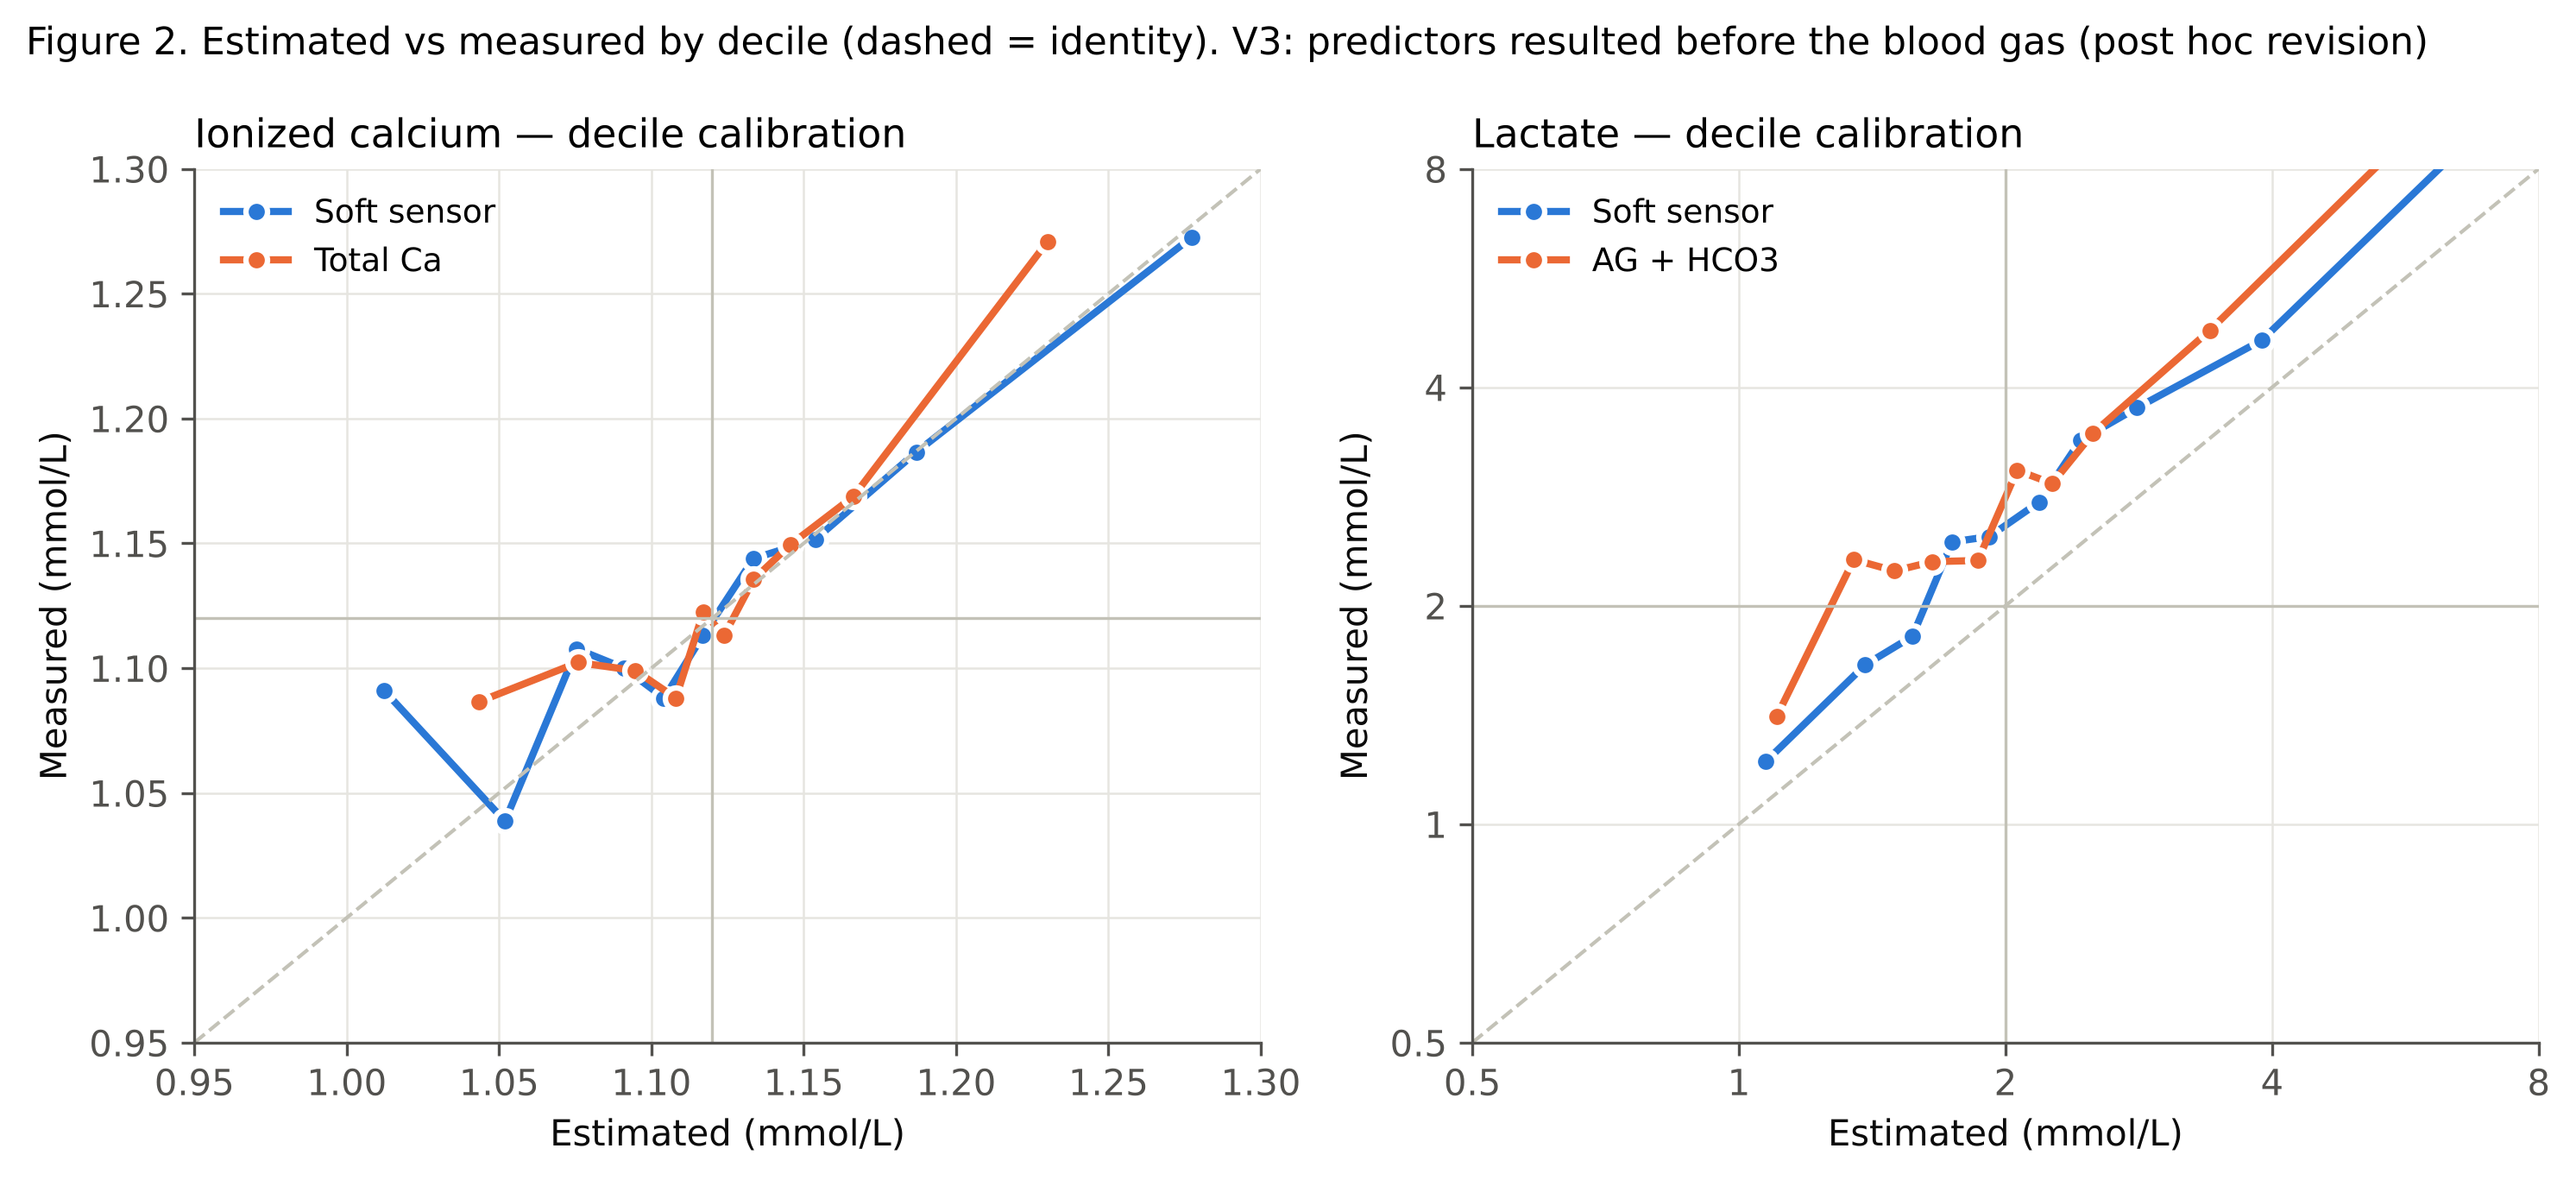 Figure 2. Estimated vs measured by decile (dashed = identity). V3: predictors resulted before the blood gas (post hoc revision)
Ionized calcium — decile calibration
Soft sensor
Total Ca
Measured (mmol/L)
1.30
1.25
1.20
1.15
1.10
1.05
1.00
0.95
0.95 1.00 1.05 1.10 1.15 1.20 1.25 1.30
Estimated (mmol/L)
Lactate — decile calibration
Soft sensor
AG + HCO3
Measured (mmol/L)
8
4
2
1
0.5
0.5 1 2 4 8
Estimated (mmol/L)